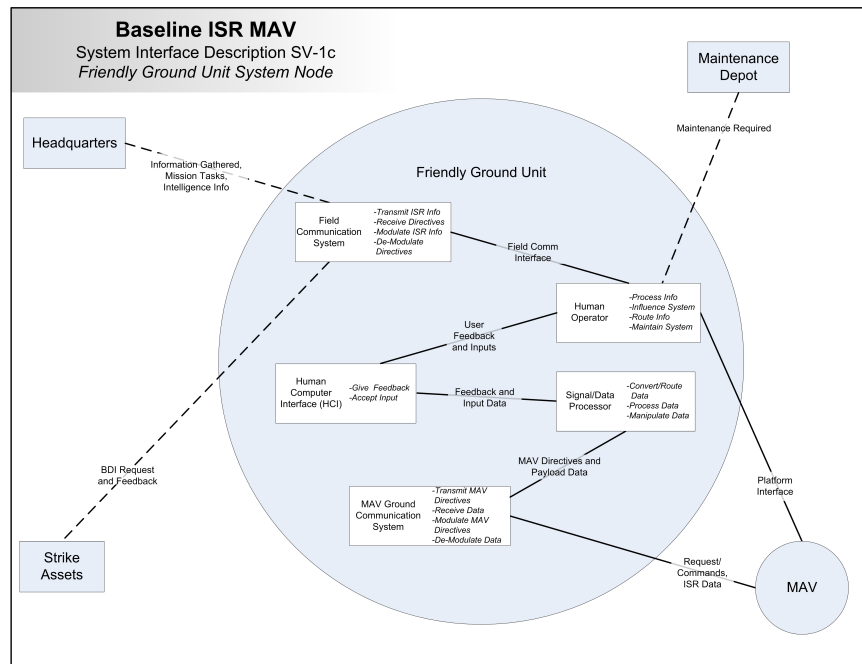 Baseline ISR MAV
System Interface Description SV-1c
Friendly Ground Unit System Node
Maintenance
Depot
Headquarters
Maintenance Required
Information Gathered,
Mission Tasks,
Intelligence Info
Friendly Ground Unit
Field
Communication
System
-Transmit ISR Info
-Receive Directives
-Modulate ISR Info
-De-Modulate
Directives
Field Comm
Interface
Human
Operator
-Process Info
-Influence System
-Route Info
-Maintain System
User
Feedback
and Inputs
Human
Computer
Interface (HCI)
-Give Feedback
-Accept Input
Feedback and
Input Data
Signal/Data
Processor
-Convert/Route
Data
-Process Data
-Manipulate Data
BDI Request
and Feedback
MAV Directives and
Payload Data
Platform
Interface
MAV Ground
Communication
System
-Transmit MAV
Directives
-Receive Data
-Modulate MAV
Directives
-De-Modulate Data
Strike
Assets
Request/
Commands,
ISR Data
MAV